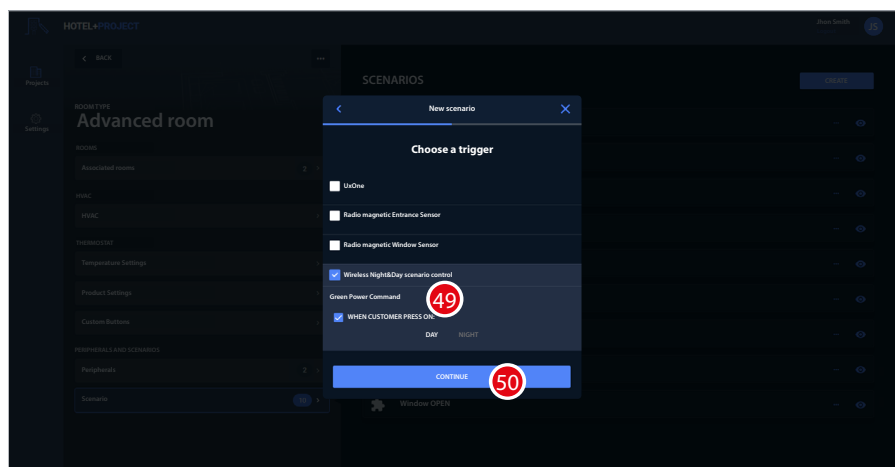 HOTEL+PROJECT
Jhon Smith
JS
BACK
Projects
SCENARIOS
CREATE
ROOM TYPE
Advanced room
Settings
ROOMS
Associated rooms 2
HVAC
HVAC
THERMOSTAT
Temperature Settings
Product Settings
Custom Buttons
PERIPHERALS AND SCENARIOS
Peripherals 2
Scenario 10
New scenario
Choose a trigger
UxOne
Radio magnetic Entrance Sensor
Radio magnetic Window Sensor
Wireless Night&Day scenario control
Green Power Command
49
WHEN CUSTOMER PRESS ON:
DAY NIGHT
CONTINUE
50
Window OPEN